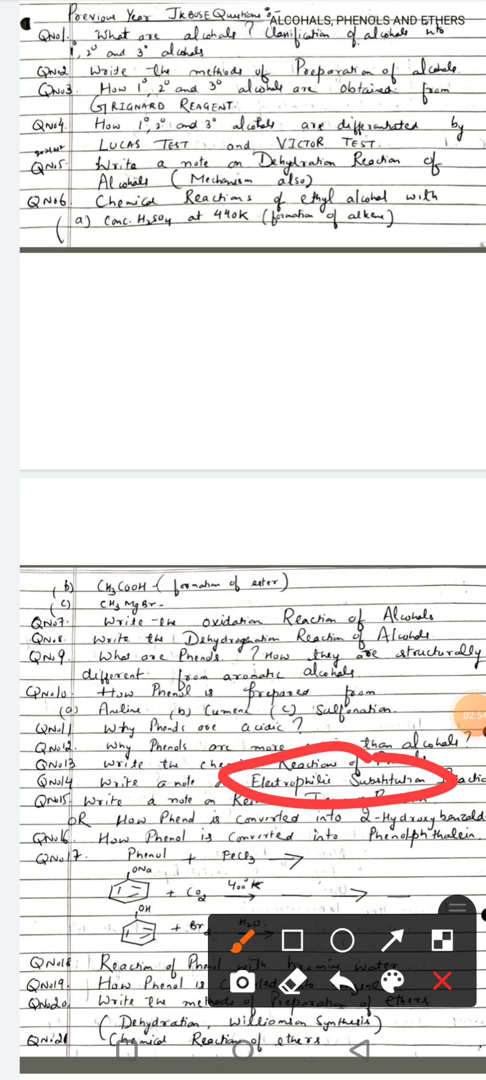 Previous Year JKBOSE Questions:
ALCOHALS, PHENOLS AND ETHERS
QNo1. What are alcohals? Classification of alcohals into
1°, 2° and 3° alcohals
QNo2 Write the methods of Preparation of alcohals
QNo3. How 1°, 2° and 3° alcohals are obtained from
GRIGNARD REAGENT.
QNo4. How 1°, 2° and 3° alcohals are differentiated by
LUCAS TEST and VICTOR TEST.
QNo5. Write a note on Dehydration Reaction of
Alcohals (Mechanism also)
QNo6 Chemical Reactions of ethyl alcohol with
(a) Conc. H2SO4 at 440K (formation of alkene)
(b) CH3COOH (formation of ester)
(c) CH3MgBr
QNo7. Write the oxidation Reaction of Alcohals
QNo8 Write the Dehydrogenation Reaction of Alcohols
QNo9 What are Phenols? How they are structurally
different from aromatic alcohals
QNo10 How Phenol is Prepared from
(a) Aniline (b) Cumene (c) Sulfonation.
02:54
QNo11 Why Phenols are acidic?
QNo12. Why Phenols are more than alcohals?
QNo13 Write the Reactions of
QNo14 Write a note Electrophilic Substitution
QNo15 Write a note on
OR How Phenol is Converted into 2-Hydroxybenzald
QNo16. How Phenol is Converted into Phenolphthalein.
QNo17. Phenol + FeCl3 →
ONa
+ CO2 400K →
OH
+ Br2 H2O
QNo18 Reaction of Phenol with bromine water
QNo19. How Phenol is
QNo20. Write the methods of Preparation of ethers
(Dehydration, Williamson Synthesis)
QNo21 Chemical Reaction of ethers